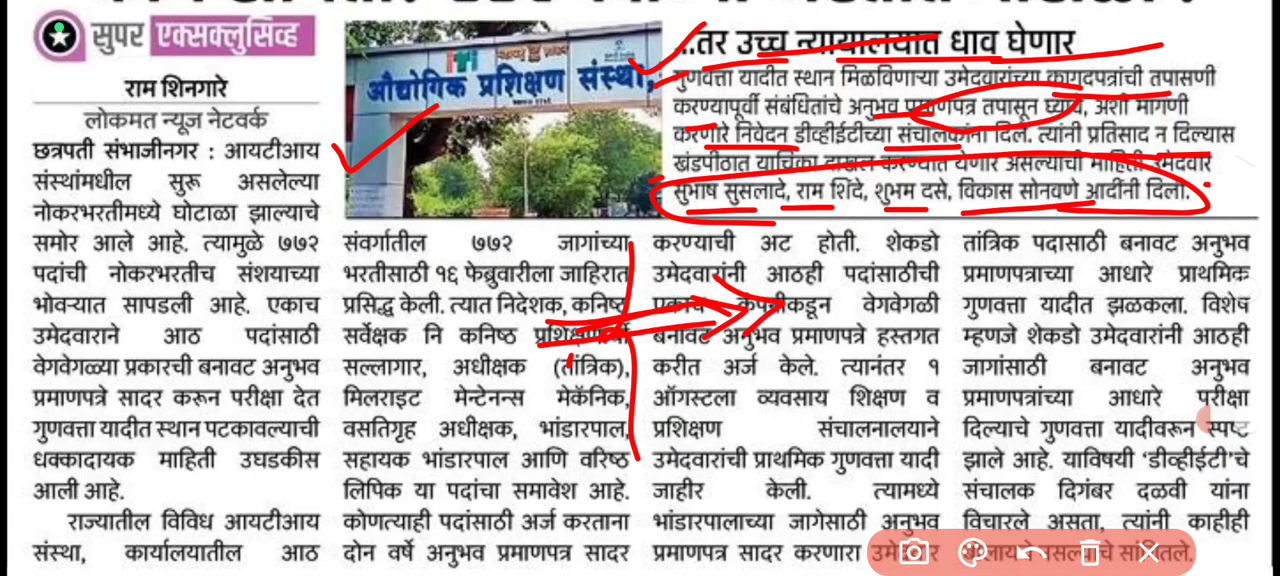 सुपर एक्सक्लुसिव्ह
राम शिनगारे
लोकमत न्यूज नेटवर्क
छत्रपती संभाजीनगर : आयटीआय
संस्थांमधील सुरू असलेल्या
नोकरभरतीमध्ये घोटाळा झाल्याचे
समोर आले आहे. त्यामुळे ७७२
पदांची नोकरभरतीच संशयाच्या
भोवऱ्यात सापडली आहे. एकाच
उमेदवाराने आठ पदांसाठी
वेगवेगळ्या प्रकारची बनावट अनुभव
प्रमाणपत्रे सादर करून परीक्षा देत
गुणवत्ता यादीत स्थान पटकावल्याची
धक्कादायक माहिती उघडकीस
आली आहे.
राज्यातील विविध आयटीआय
संस्था, कार्यालयातील आठ
ITI
औद्योगिक प्रशिक्षण संस्था,
...तर उच्च न्यायालयात धाव घेणार
गुणवत्ता यादीत स्थान मिळविणाऱ्या उमेदवारांच्या कागदपत्रांची तपासणी
करण्यापूर्वी संबंधितांचे अनुभव प्रमाणपत्र तपासून घ्यावे, अशी मागणी
करणारे निवेदन डीव्हीईटीच्या संचालकांना दिले. त्यांनी प्रतिसाद न दिल्यास
खंडपीठात याचिका दाखल करण्यात येणार असल्याची माहिती उमेदवार
सुभाष सुसलादे, राम शिंदे, शुभम दसे, विकास सोनवणे आदींनी दिली.
संवर्गातील ७७२ जागांच्या
भरतीसाठी १६ फेब्रुवारीला जाहिरात
प्रसिद्ध केली. त्यात निदेशक, कनिष्ठ
सर्वेक्षक नि कनिष्ठ प्रशिक्षणार्थी
सल्लागार, अधीक्षक (तांत्रिक),
मिलराइट मेन्टेनन्स मेकॅनिक,
वसतिगृह अधीक्षक, भांडारपाल,
सहायक भांडारपाल आणि वरिष्ठ
लिपिक या पदांचा समावेश आहे.
कोणत्याही पदांसाठी अर्ज करताना
दोन वर्षे अनुभव प्रमाणपत्र सादर
करण्याची अट होती. शेकडो
उमेदवारांनी आठही पदांसाठीची
एकाच कंपनीकडून वेगवेगळी
बनावट अनुभव प्रमाणपत्रे हस्तगत
करीत अर्ज केले. त्यानंतर १
ऑगस्टला व्यवसाय शिक्षण व
प्रशिक्षण संचालनालयाने
उमेदवारांची प्राथमिक गुणवत्ता यादी
जाहीर केली. त्यामध्ये
भांडारपालाच्या जागेसाठी अनुभव
प्रमाणपत्र सादर करणारा उमेदवार
तांत्रिक पदासाठी बनावट अनुभव
प्रमाणपत्राच्या आधारे प्राथमिक
गुणवत्ता यादीत झळकला. विशेष
म्हणजे शेकडो उमेदवारांनी आठही
जागांसाठी बनावट अनुभव
प्रमाणपत्रांच्या आधारे परीक्षा
दिल्याचे गुणवत्ता यादीवरून स्पष्ट
झाले आहे. याविषयी 'डीव्हीईटी'चे
संचालक दिगंबर दळवी यांना
विचारले असता, त्यांनी काहीही
नसल्याचे सांगितले.